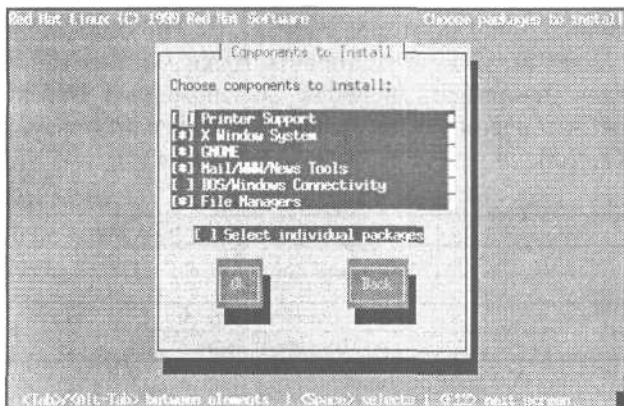 Red Hat Linux (C) 1999 Red Hat Software Choose packages to install
Components to Install
Choose components to install:
[ ] Printer Support
[*] X Window System
[*] GNOME
[*] Mail/WWW/News Tools
[ ] DOS/Windows Connectivity
[*] File Managers
[ ] Select individual packages
Ok Back
<Tab>/<Alt-Tab> between elements | <Space> selects | <F12> next screen